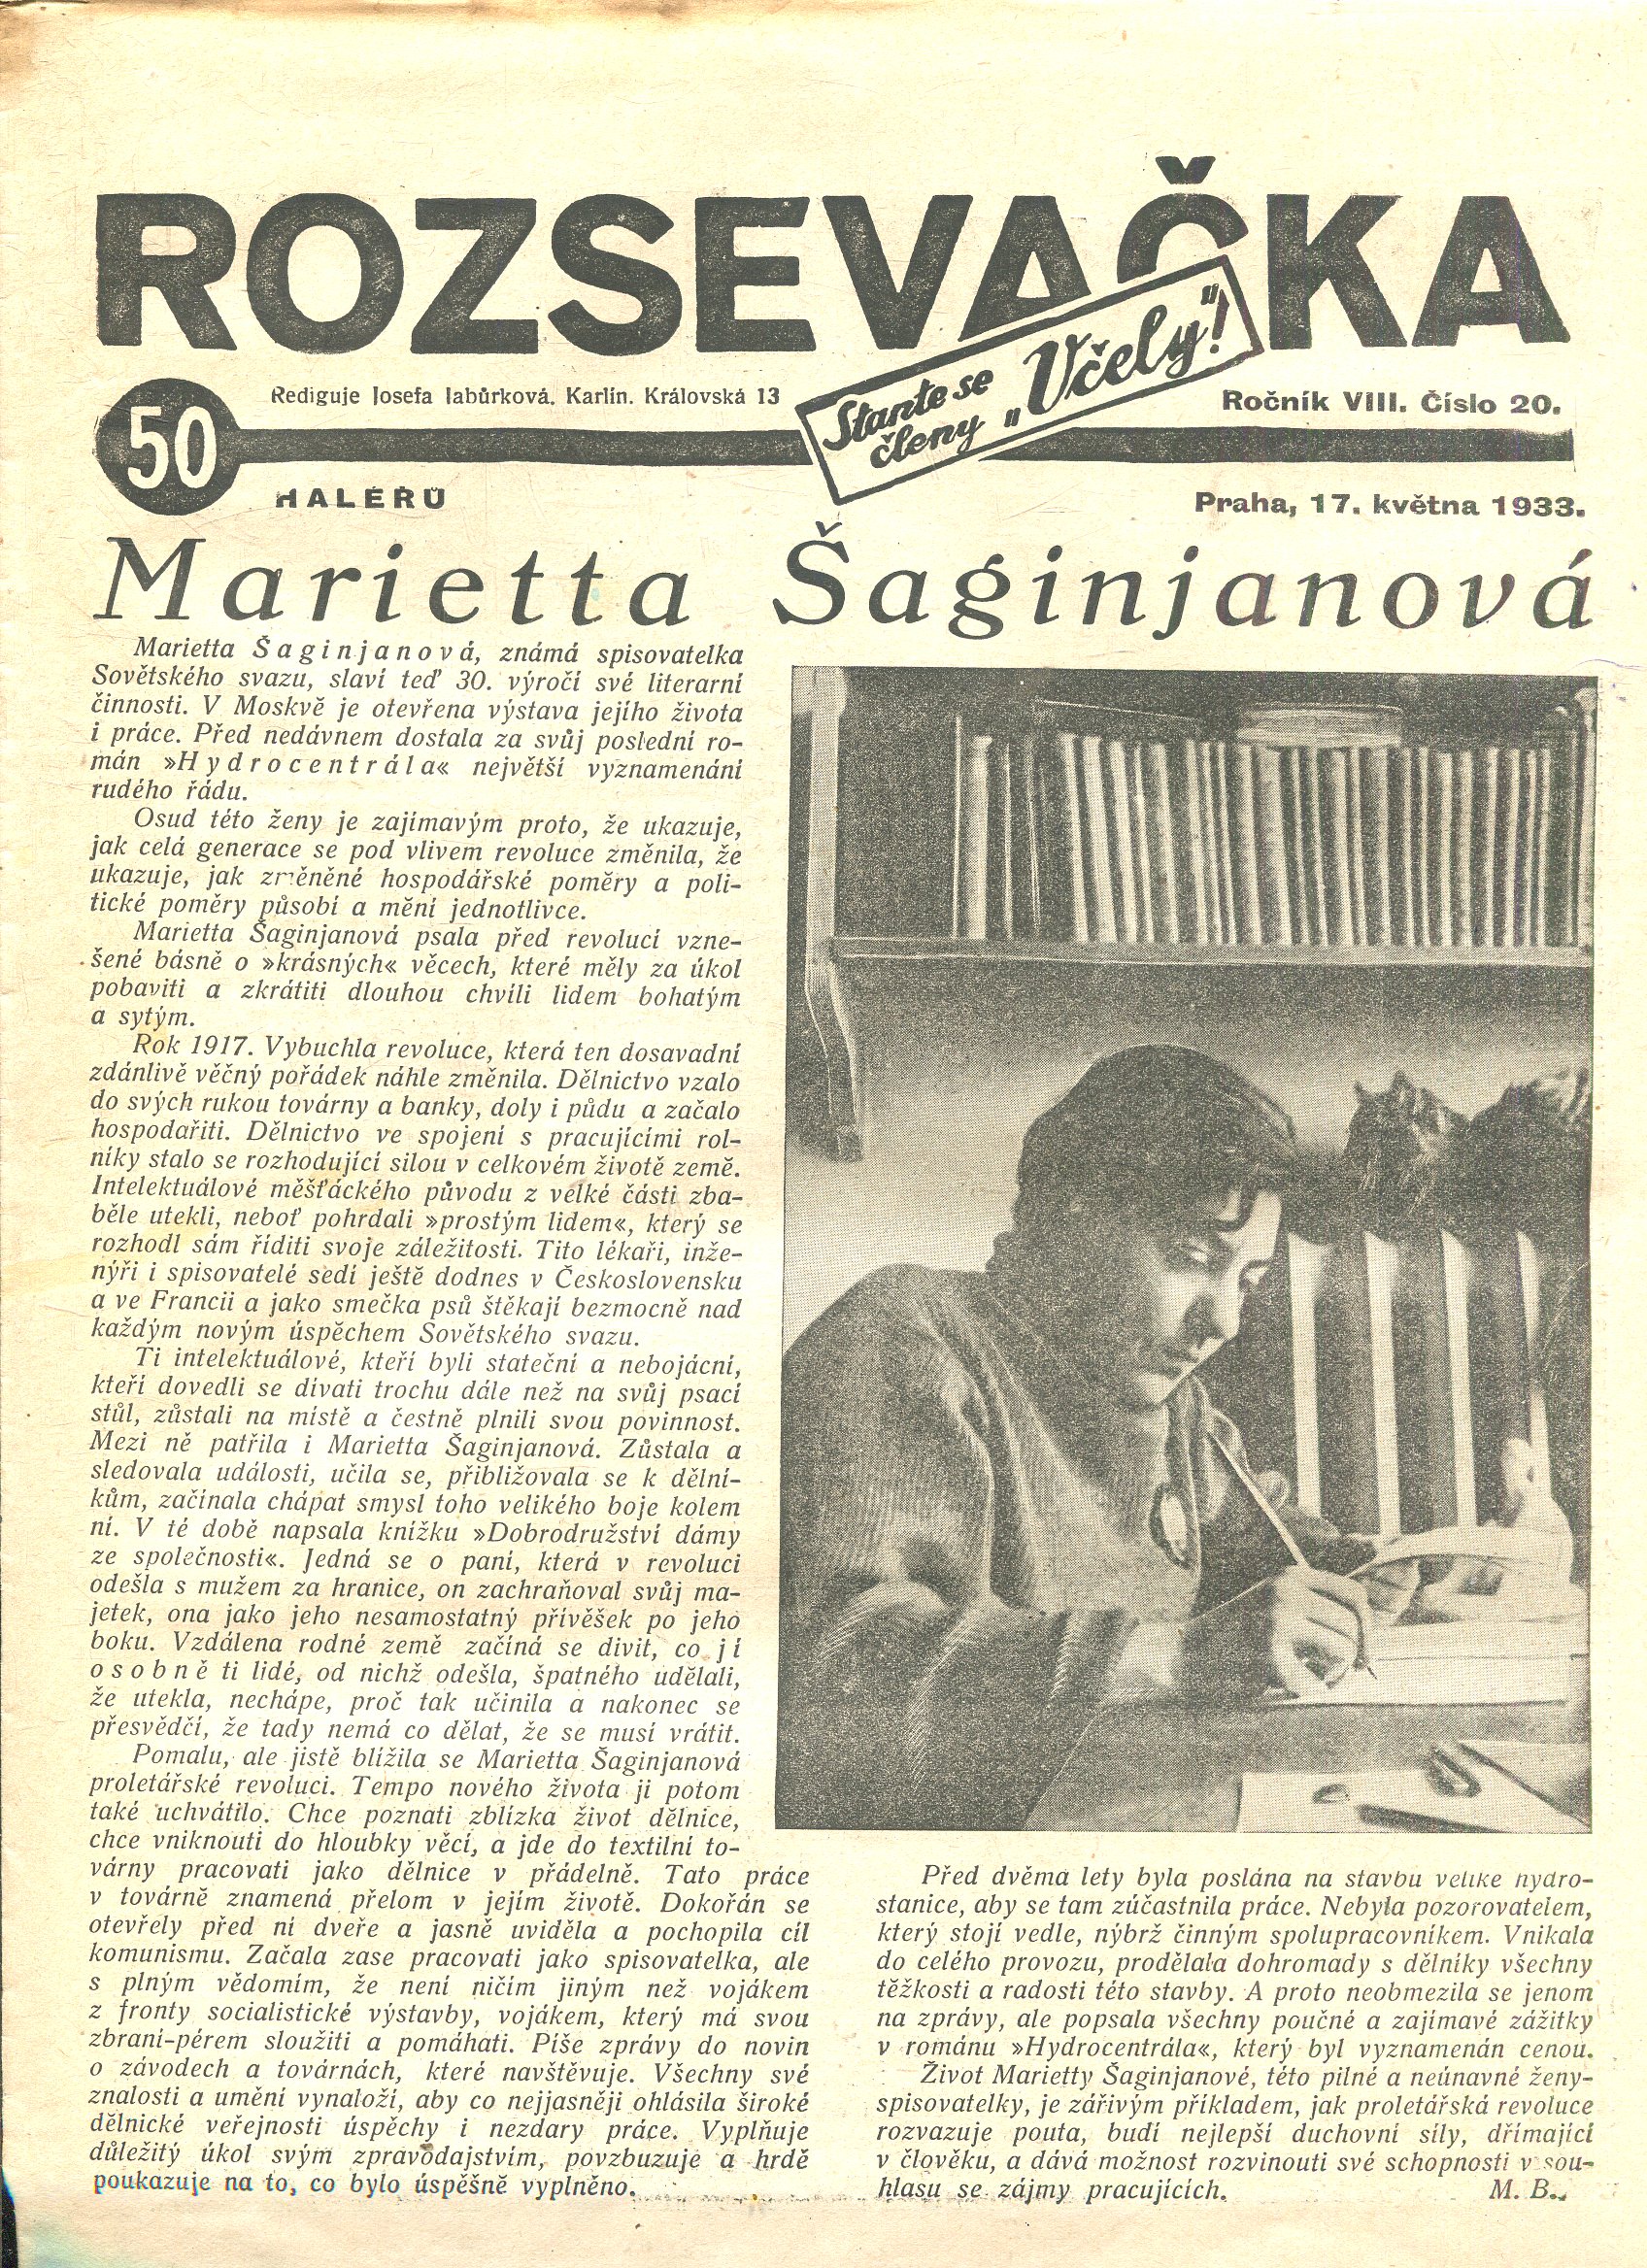 ROZSEVAČKA
Staňte se
členy „Včely"!
Rediguje Josefa Jabůrková, Karlín, Královská 13
Ročník VIII. Číslo 20.
50
HALÉŘŮ
Praha, 17. května 1933.
Marietta Šaginjanová
Marietta Šaginjanová, známá spisovatelka
Sovětského svazu, slaví teď 30. výročí své literarní
činnosti. V Moskvě je otevřena výstava jejího života
i práce. Před nedávnem dostala za svůj poslední ro-
mán »Hydrocentrála« největší vyznamenání
rudého řádu.
Osud této ženy je zajímavým proto, že ukazuje,
jak celá generace se pod vlivem revoluce změnila, že
ukazuje, jak změněné hospodářské poměry a poli-
tické poměry působí a mění jednotlivce.
Marietta Šaginjanová psala před revolucí vzne-
šené básně o »krásných« věcech, které měly za úkol
pobaviti a zkrátiti dlouhou chvíli lidem bohatým
a sytým.
Rok 1917. Vybuchla revoluce, která ten dosavadní
zdánlivě věčný pořádek náhle změnila. Dělnictvo vzalo
do svých rukou továrny a banky, doly i půdu a začalo
hospodařiti. Dělnictvo ve spojení s pracujícími rol-
níky stalo se rozhodující silou v celkovém životě země.
Intelektuálové měšťáckého původu z velké části zba-
běle utekli, neboť pohrdali »prostým lidem«, který se
rozhodl sám říditi svoje záležitosti. Tito lékaři, inže-
nýři i spisovatelé sedí ještě dodnes v Československu
a ve Francii a jako smečka psů štěkají bezmocně nad
každým novým úspěchem Sovětského svazu.
Ti intelektuálové, kteří byli stateční a nebojácní,
kteří dovedli se dívati trochu dále než na svůj psací
stůl, zůstali na místě a čestně plnili svou povinnost.
Mezi ně patřila i Marietta Šaginjanová. Zůstala a
sledovala události, učila se, přibližovala se k dělní-
kům, začínala chápat smysl toho velikého boje kolem
ní. V té době napsala knížku »Dobrodružství dámy
ze společnosti«. Jedná se o paní, která v revoluci
odešla s mužem za hranice, on zachraňoval svůj ma-
jetek, ona jako jeho nesamostatný přívěšek po jeho
boku. Vzdálena rodné země začíná se divit, co jí
osobně ti lidé, od nichž odešla, špatného udělali,
že utekla, nechápe, proč tak učinila a nakonec se
přesvědčí, že tady nemá co dělat, že se musí vrátit.
Pomalu, ale jistě blížila se Marietta Šaginjanová
proletářské revoluci. Tempo nového života ji potom
také uchvátilo. Chce poznati zblízka život dělnice,
chce vniknouti do hloubky věcí, a jde do textilní to-
várny pracovati jako dělnice v přádelně. Tato práce
v továrně znamená přelom v jejím životě. Dokořán se
otevřely před ní dveře a jasně uviděla a pochopila cíl
komunismu. Začala zase pracovati jako spisovatelka, ale
s plným vědomím, že není ničím jiným než vojákem
z fronty socialistické výstavby, vojákem, který má svou
zbraní-pérem sloužiti a pomáhati. Píše zprávy do novin
o závodech a továrnách, které navštěvuje. Všechny své
znalosti a umění vynaloží, aby co nejjasněji ohlásila široké
dělnické veřejnosti úspěchy i nezdary práce. Vyplňuje
důležitý úkol svým zpravodajstvím, povzbuzuje a hrdě
poukazuje na to, co bylo úspěšně vyplněno.
Před dvěma lety byla poslána na stavbu veliké hydro-
stanice, aby se tam zúčastnila práce. Nebyla pozorovatelem,
který stojí vedle, nýbrž činným spolupracovníkem. Vnikala
do celého provozu, prodělala dohromady s dělníky všechny
těžkosti a radosti této stavby. A proto neobmezila se jenom
na zprávy, ale popsala všechny poučné a zajímavé zážitky
v románu »Hydrocentrála«, který byl vyznamenán cenou.
Život Marietty Šaginjanové, této pilné a neúnavné ženy-
spisovatelky, je zářivým příkladem, jak proletářská revoluce
rozvazuje pouta, budí nejlepší duchovní síly, dřímající
v člověku, a dává možnost rozvinouti své schopnosti v sou-
hlasu se zájmy pracujících.
M. B.